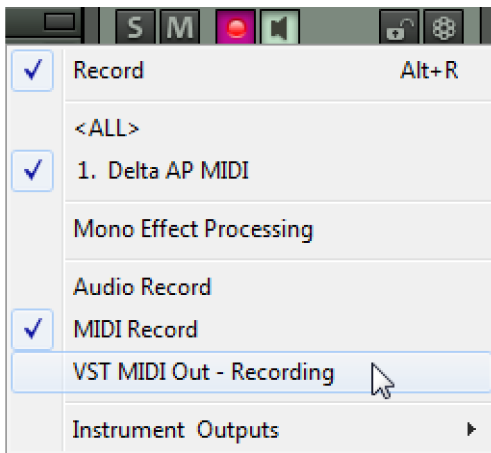 S M
Record Alt+R
<ALL>
1. Delta AP MIDI
Mono Effect Processing
Audio Record
MIDI Record
VST MIDI Out - Recording
Instrument Outputs